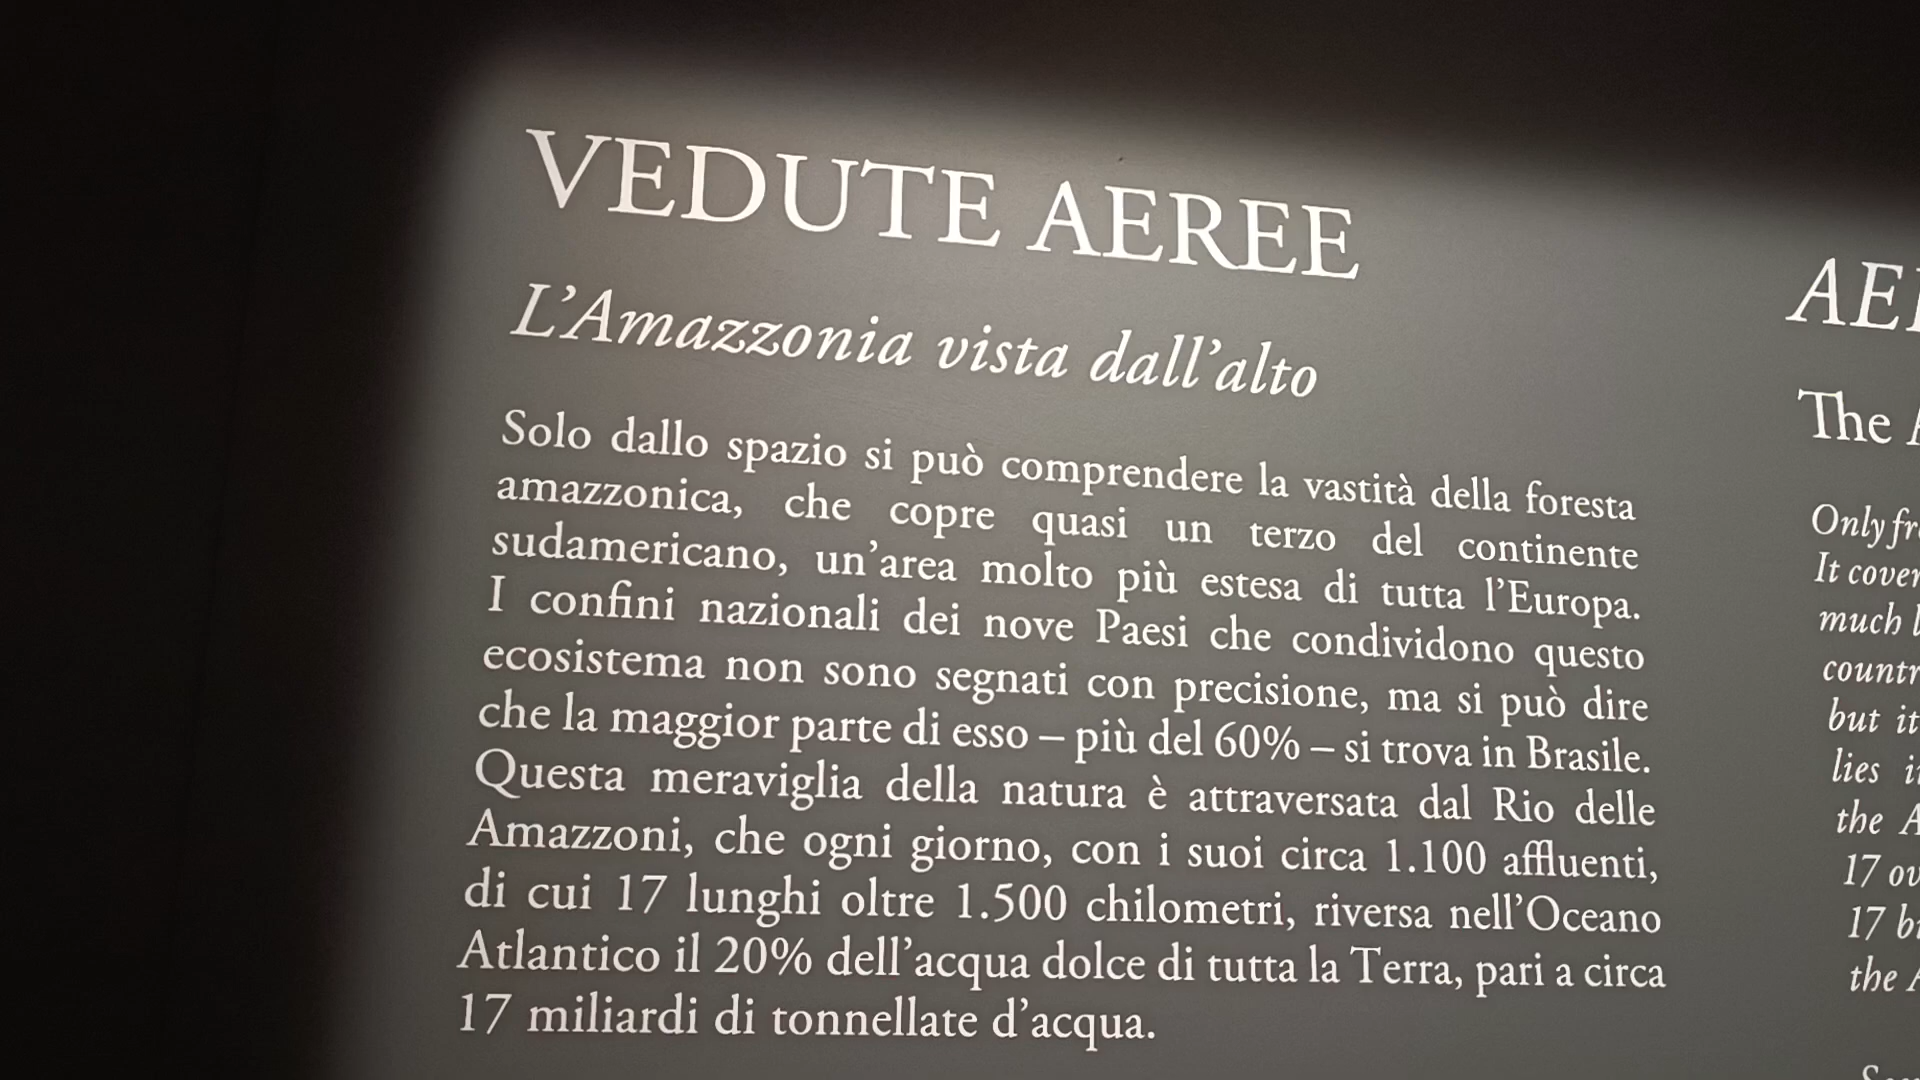 VEDUTE AEREE
L'Amazzonia vista dall'alto
Solo dallo spazio si può comprendere la vastità della foresta
amazzonica, che copre quasi un terzo del continente
sudamericano, un'area molto più estesa di tutta l'Europa.
I confini nazionali dei nove Paesi che condividono questo
ecosistema non sono segnati con precisione, ma si può dire
che la maggior parte di esso – più del 60% – si trova in Brasile.
Questa meraviglia della natura è attraversata dal Rio delle
Amazzoni, che ogni giorno, con i suoi circa 1.100 affluenti,
di cui 17 lunghi oltre 1.500 chilometri, riversa nell'Oceano
Atlantico il 20% dell'acqua dolce di tutta la Terra, pari a circa
17 miliardi di tonnellate d'acqua.
The
Only
It
much
but it
lies
the
17
17
the